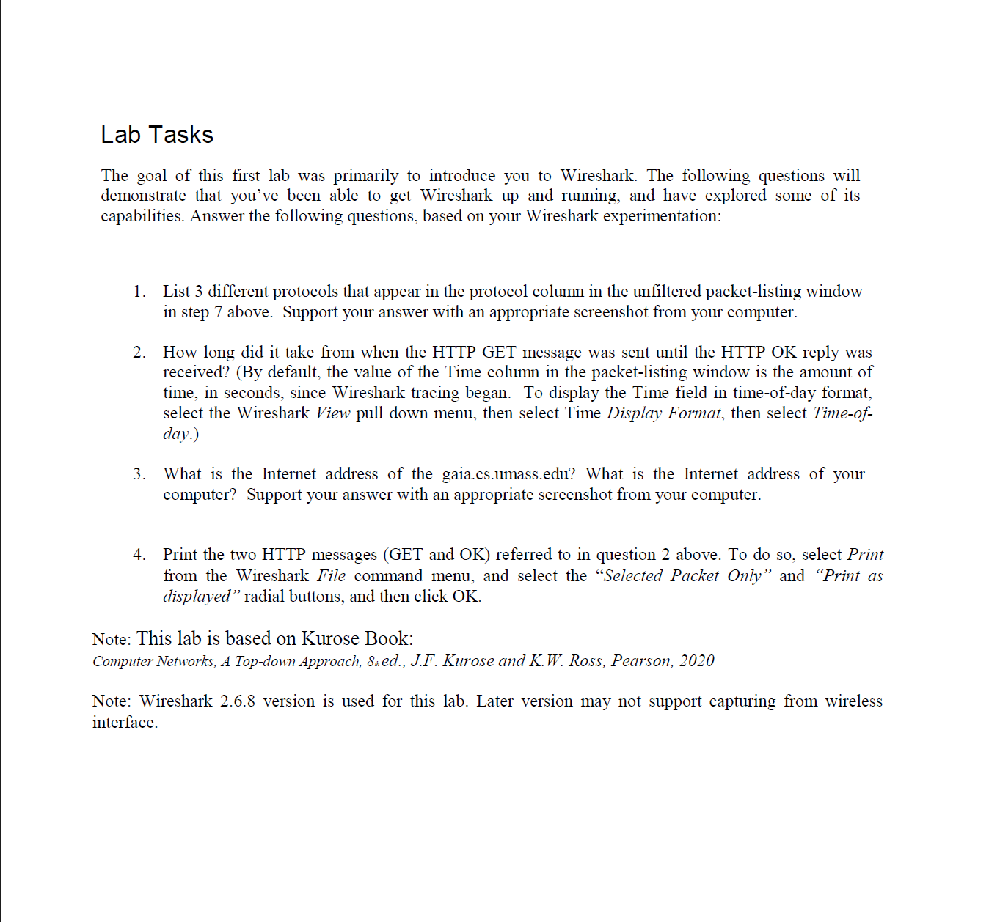 Lab Tasks
The goal of this first lab was primarily to introduce you to Wireshark. The following questions will
demonstrate that you’ve been able to get Wireshark up and running, and have explored some of its
capabilities. Answer the following questions, based on your Wireshark experimentation:
1. List 3 different protocols that appear in the protocol column in the unfiltered packet-listing window
in step 7 above. Support your answer with an appropriate screenshot from your computer.
2. How long did it take from when the HTTP GET message was sent until the HTTP OK reply was
received? (By default, the value of the Time column in the packet-listing window is the amount of
time, in seconds, since Wireshark tracing began. To display the Time field in time-of-day format,
select the Wireshark View pull down menu, then select Time Display Format, then select Time-of-
day.)
3. What is the Internet address of the gaia.cs.umass.edu? What is the Internet address of your
computer? Support your answer with an appropriate screenshot from your computer.
4. Print the two HTTP messages (GET and OK) referred to in question 2 above. To do so, select Print
from the Wireshark File command menu, and select the “Selected Packet Only” and “Print as
displayed” radial buttons, and then click OK.
Note: This lab is based on Kurose Book:
Computer Networks, A Top-down Approach, 8th ed., J.F. Kurose and K.W. Ross, Pearson, 2020
Note: Wireshark 2.6.8 version is used for this lab. Later version may not support capturing from wireless
interface.